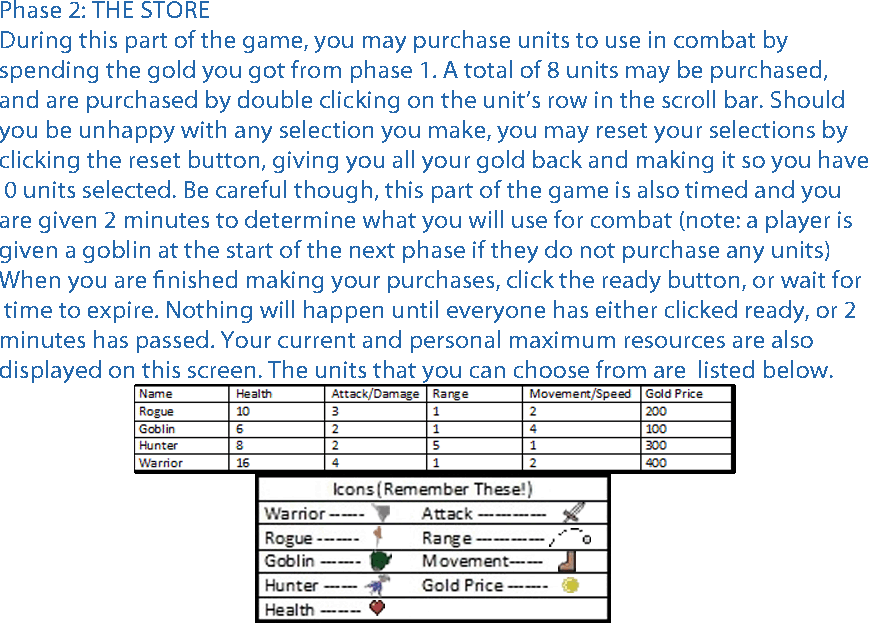 Phase 2: THE STORE
During this part of the game, you may purchase units to use in combat by
spending the gold you got from phase 1. A total of 8 units may be purchased,
and are purchased by double clicking on the unit's row in the scroll bar. Should
you be unhappy with any selection you make, you may reset your selections by
clicking the reset button, giving you all your gold back and making it so you have
0 units selected. Be careful though, this part of the game is also timed and you
are given 2 minutes to determine what you will use for combat (note: a player is
given a goblin at the start of the next phase if they do not purchase any units)
When you are finished making your purchases, click the ready button, or wait for
time to expire. Nothing will happen until everyone has either clicked ready, or 2
minutes has passed. Your current and personal maximum resources are also
displayed on this screen. The units that you can choose from are listed below.
Name Health Attack/Damage Range Movement/Speed Gold Price
Rogue 10 3 1 2 200
Goblin 6 2 1 4 100
Hunter 8 2 5 1 300
Warrior 16 4 1 2 400
Icons(Remember These!)
Warrior ------ Attack -----------
Rogue ------- Range -----------
Goblin ------- Movement------
Hunter ------ Gold Price -------
Health -------